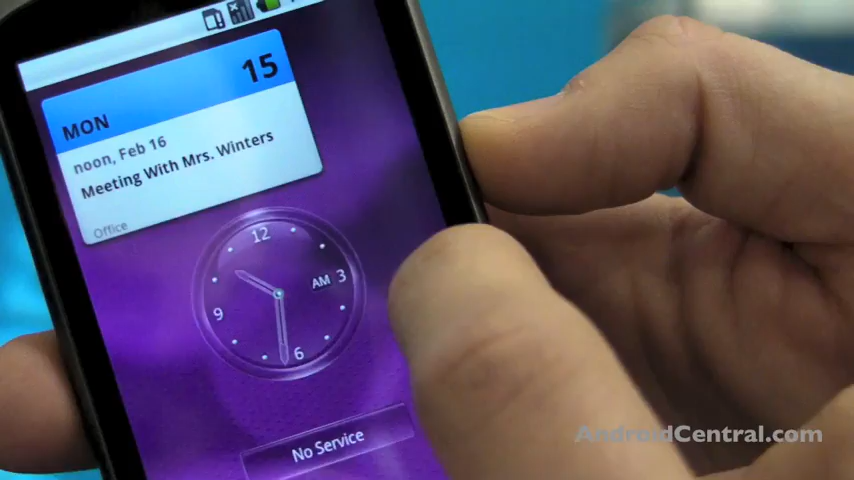 15
MON
noon, Feb 16
Meeting With Mrs. Winters
Office
12
AM 3
9
6
No Service
AndroidCentral.com